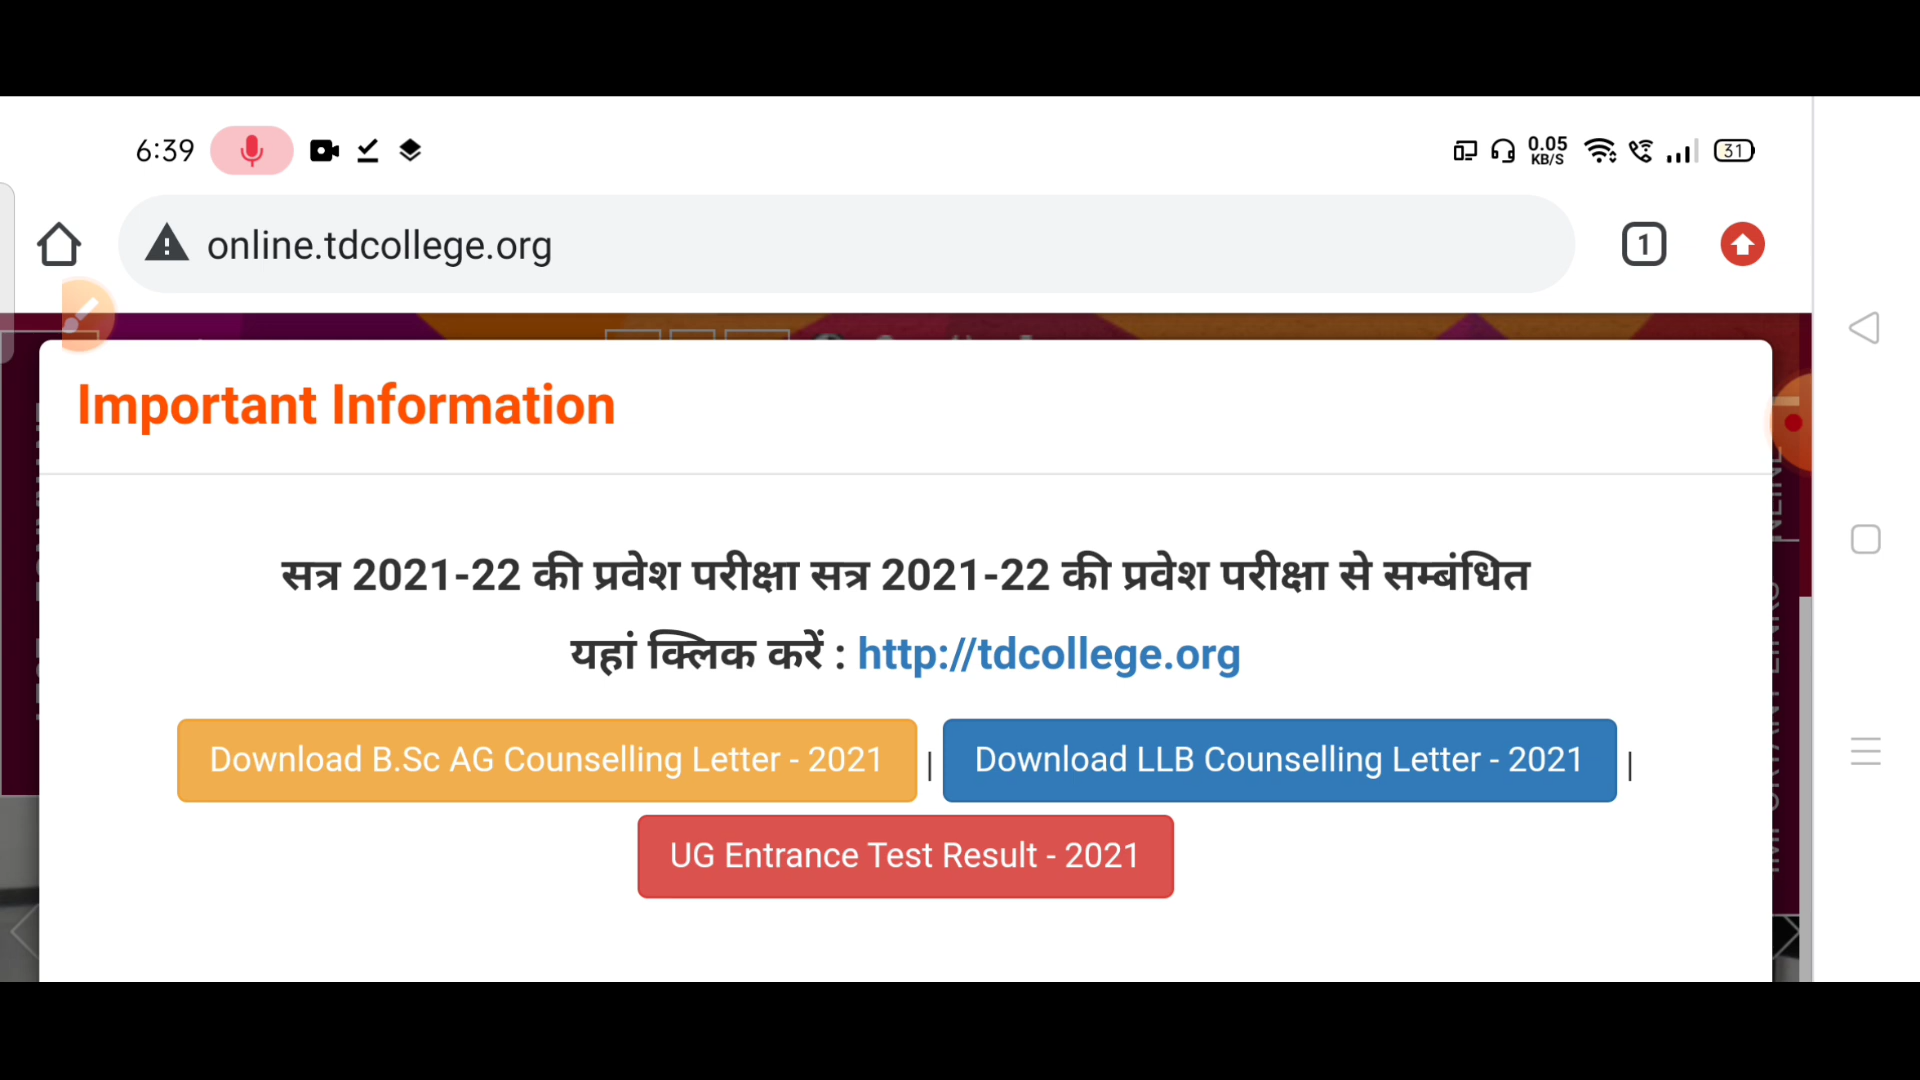 6:39
0.05
KB/S
31
online.tdcollege.org
1
Important Information
सत्र 2021-22 की प्रवेश परीक्षा सत्र 2021-22 की प्रवेश परीक्षा से सम्बंधित
यहां क्लिक करें : http://tdcollege.org
Download B.Sc AG Counselling Letter - 2021 | Download LLB Counselling Letter - 2021 |
UG Entrance Test Result - 2021